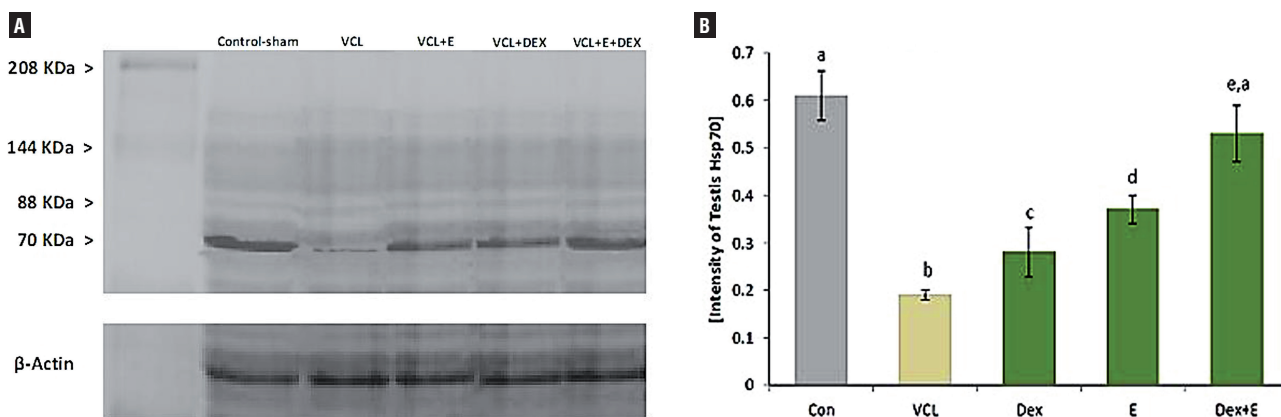 A
Control-sham VCL VCL+E VCL+DEX VCL+E+DEX
208 KDa >
144 KDa >
88 KDa >
70 KDa >
β-Actin
B
[Intensity of Testis Hsp70]
0.7
0.6
0.5
0.4
0.3
0.2
0.1
0
a
b
c
d
e,a
Con VCL Dex E Dex+E